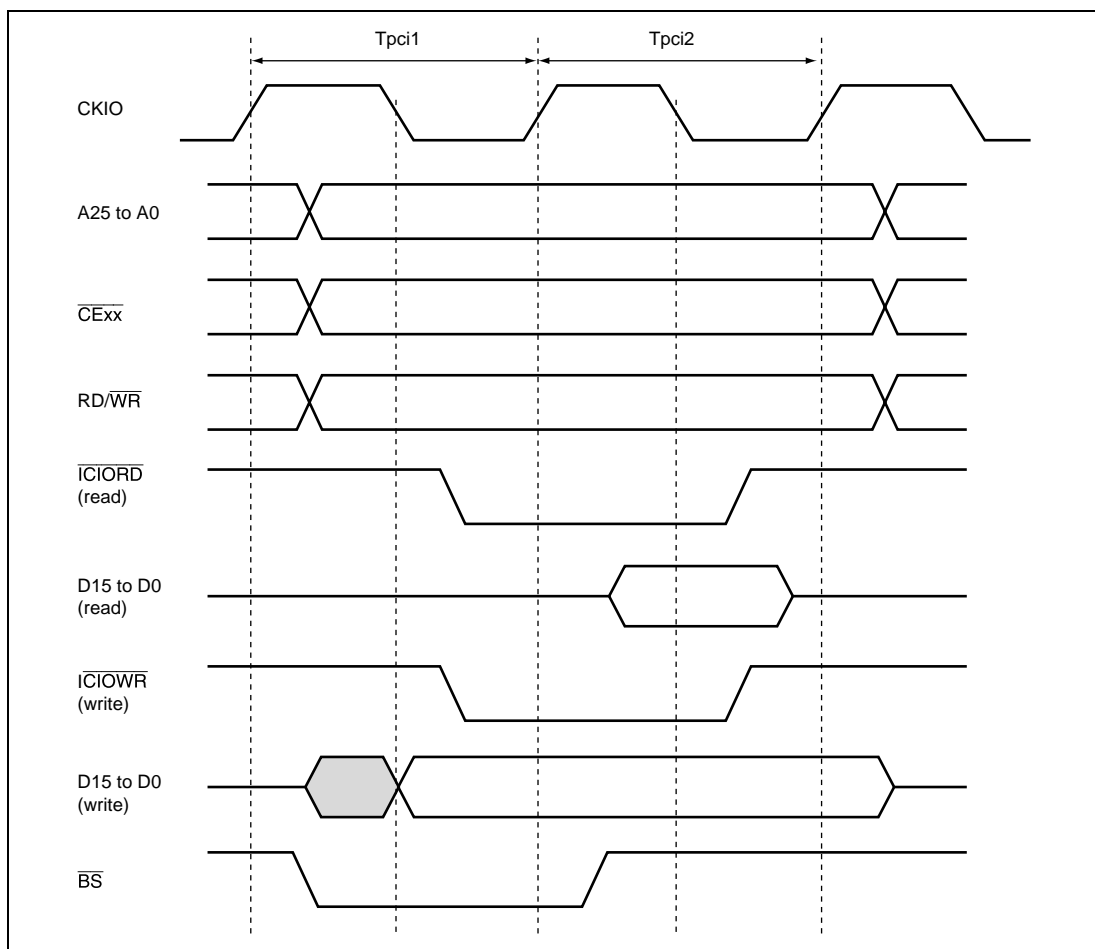 Tpci1 Tpci2
CKIO
A25 to A0
CExx
RD/WR
ICIORD
(read)
D15 to D0
(read)
ICIOWR
(write)
D15 to D0
(write)
BS